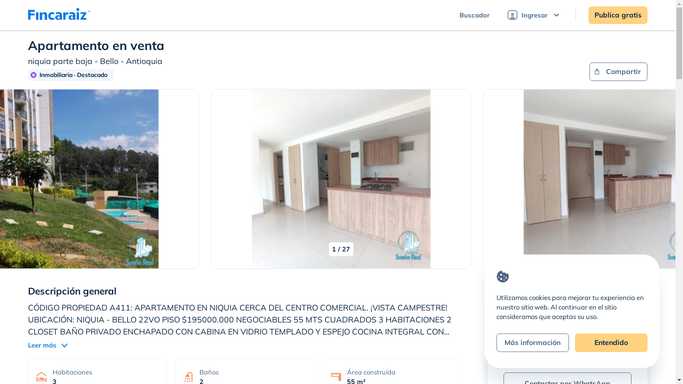 Fincaraiz
Buscador
Ingresar
Publica gratis
Apartamento en venta
niquia parte baja - Bello - Antioquia
Inmobiliaria - Destacado
Compartir
1 / 27
Descripción general
CÓDIGO PROPIEDAD A411: APARTAMENTO EN NIQUIA CERCA DEL CENTRO COMERCIAL. ¡VISTA CAMPESTRE!
UBICACIÓN: NIQUIA - BELLO 22VO PISO $195000.000 NEGOCIABLES 55 MTS CUADRADOS 3 HABITACIONES 2
CLOSET BAÑO PRIVADO ENCHAPADO CON CABINA EN VIDRIO TEMPLADO Y ESPEJO COCINA INTEGRAL CON...
Leer más
Habitaciones
3
Baños
2
Área construida
55 m²
Utilizamos cookies para mejorar tu experiencia en
nuestro sitio web. Al continuar en el sitio
consideramos que aceptas su uso.
Más información
Entendido
Contactar por WhatsApp